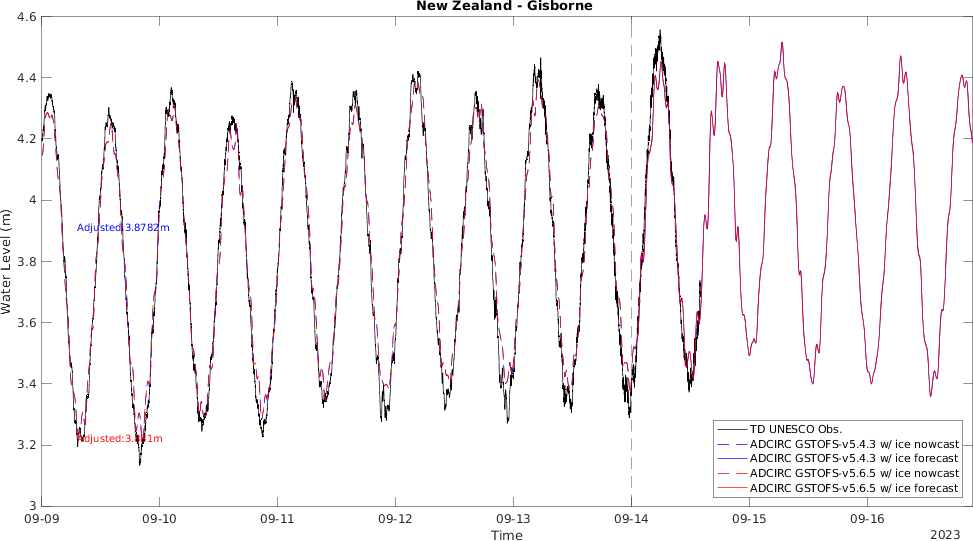 New Zealand - Gisborne
4.6
4.4
4.2
4
3.8
3.6
3.4
3.2
3
Water Level (m)
Adjusted:3.8782m
TD UNESCO Obs.
ADCIRC GSTOFS-v5.4.3 w/ ice nowcast
ADCIRC GSTOFS-v5.4.3 w/ ice forecast
ADCIRC GSTOFS-v5.6.5 w/ ice nowcast
ADCIRC GSTOFS-v5.6.5 w/ ice forecast
09-09
09-10
09-11
09-12
09-13
09-14
09-15
09-16
Time
2023